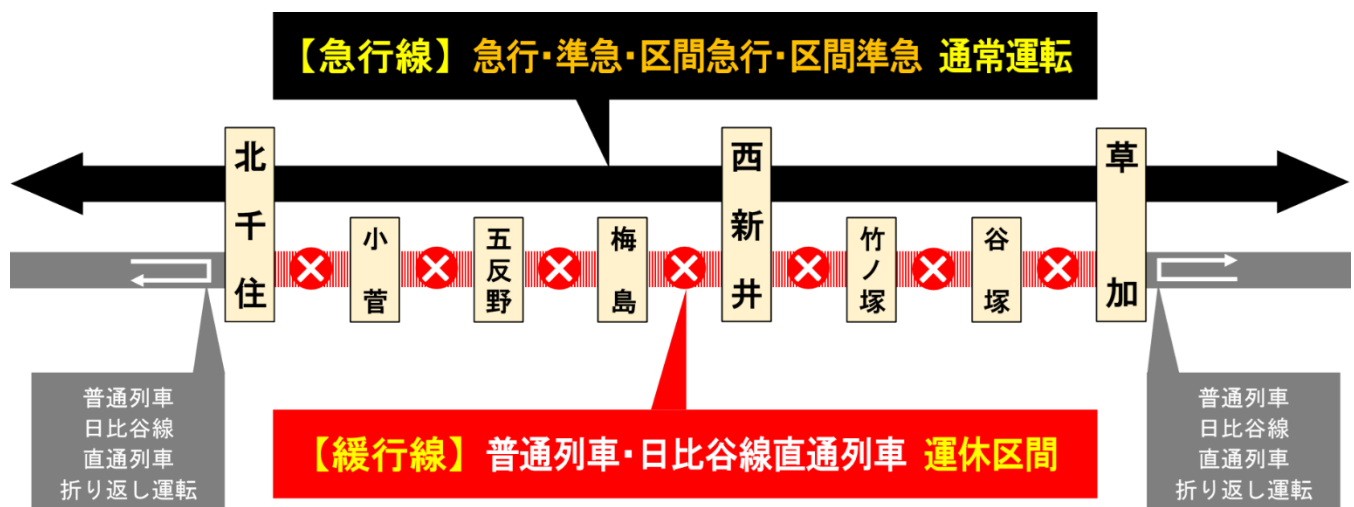 【急行線】急行・準急・区間急行・区間準急 通常運転
北千住
小菅
五反野
梅島
西新井
竹ノ塚
谷塚
草加
普通列車
日比谷線
直通列車
折り返し運転
【緩行線】普通列車・日比谷線直通列車 運休区間
普通列車
日比谷線
直通列車
折り返し運転